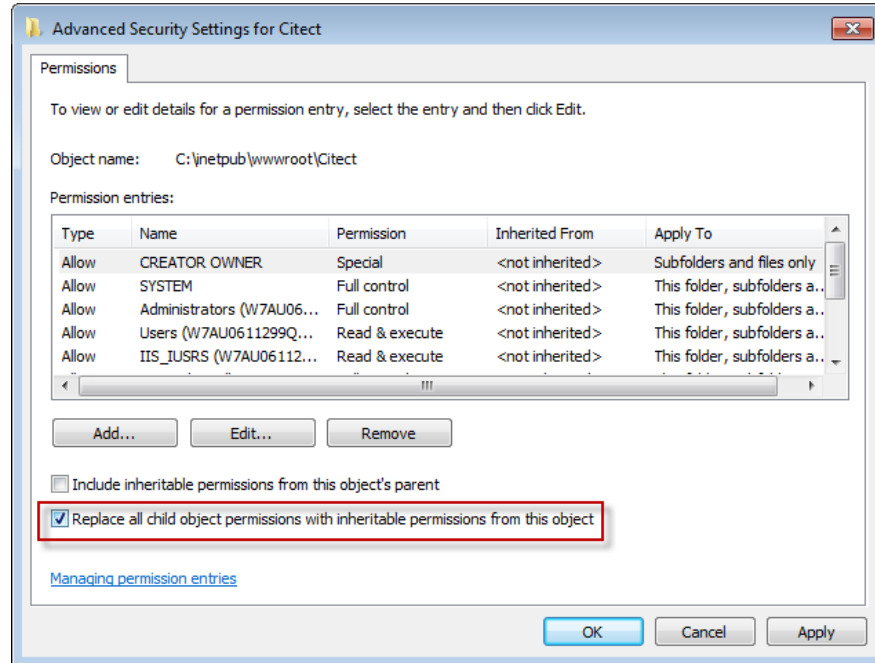 Advanced Security Settings for Citect
Permissions
To view or edit details for a permission entry, select the entry and then click Edit.
Object name: C:\inetpub\wwwroot\Citect
Permission entries:
Type Name Permission Inherited From Apply To
Allow CREATOR OWNER Special <not inherited> Subfolders and files only
Allow SYSTEM Full control <not inherited> This folder, subfolders a...
Allow Administrators (W7AU06... Full control <not inherited> This folder, subfolders a...
Allow Users (W7AU0611299Q... Read & execute <not inherited> This folder, subfolders a...
Allow IIS_IUSRS (W7AU06112... Read & execute <not inherited> This folder, subfolders a...
Add... Edit... Remove
Include inheritable permissions from this object's parent
Replace all child object permissions with inheritable permissions from this object
Managing permission entries
OK Cancel Apply